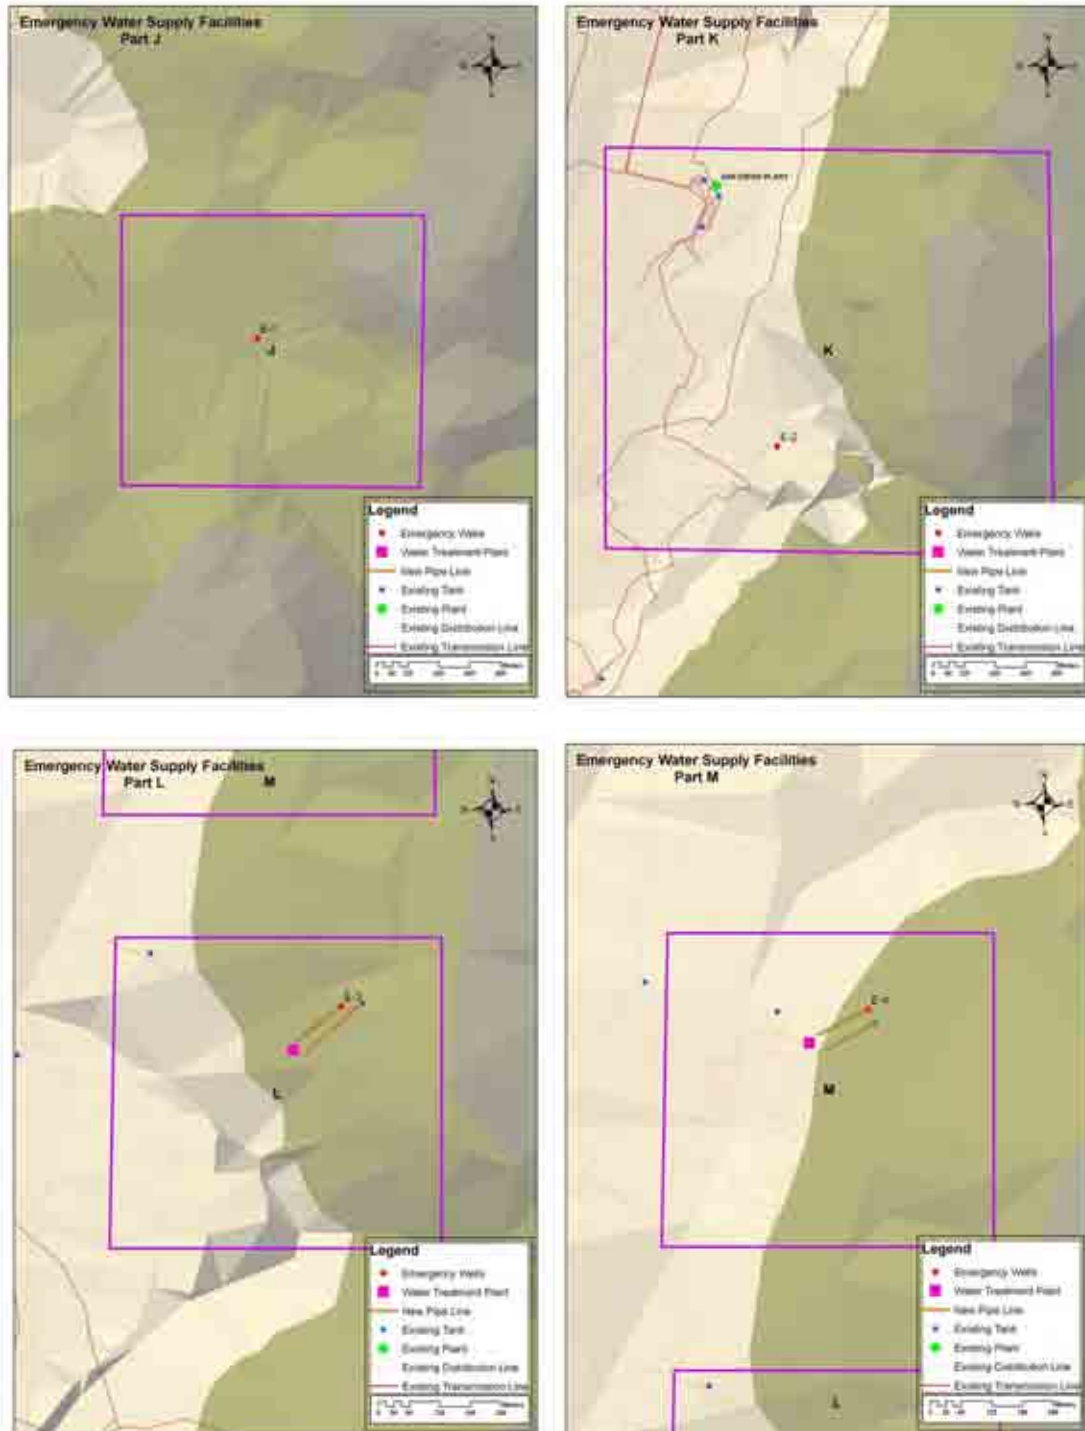 Emergency Water Supply Facilities
Part J
E-1
J
Legend
Emergency Wells
Water Treatment Plant
New Pipe Line
Existing Tank
Existing Plant
Existing Distribution Line
Existing Transmission Line
Emergency Water Supply Facilities
Part K
K
E-2
Legend
Emergency Wells
Water Treatment Plant
New Pipe Line
Existing Tank
Existing Plant
Existing Distribution Line
Existing Transmission Line
Emergency Water Supply Facilities
Part L
M
E-3
L
Legend
Emergency Wells
Water Treatment Plant
New Pipe Line
Existing Tank
Existing Plant
Existing Distribution Line
Existing Transmission Line
Emergency Water Supply Facilities
Part M
E-4
M
L
Legend
Emergency Wells
Water Treatment Plant
New Pipe Line
Existing Tank
Existing Plant
Existing Distribution Line
Existing Transmission Line